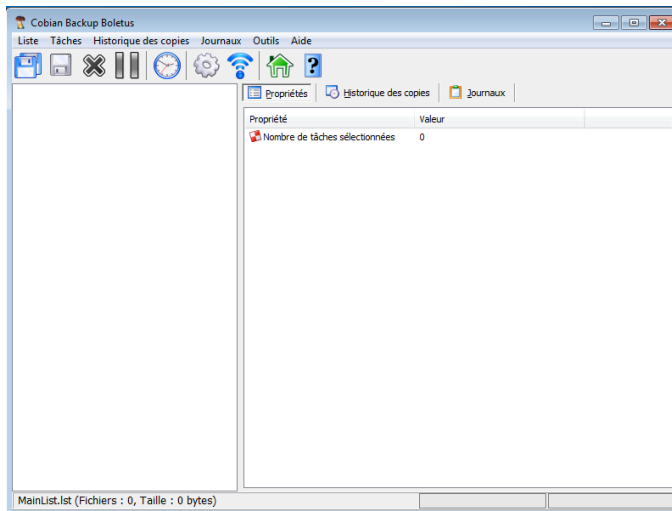 Cobian Backup Boletus
Liste Tâches Historique des copies Journaux Outils Aide
Propriétés Historique des copies Journaux
Propriété Valeur
Nombre de tâches sélectionnées 0
MainList.lst (Fichiers : 0, Taille : 0 bytes)